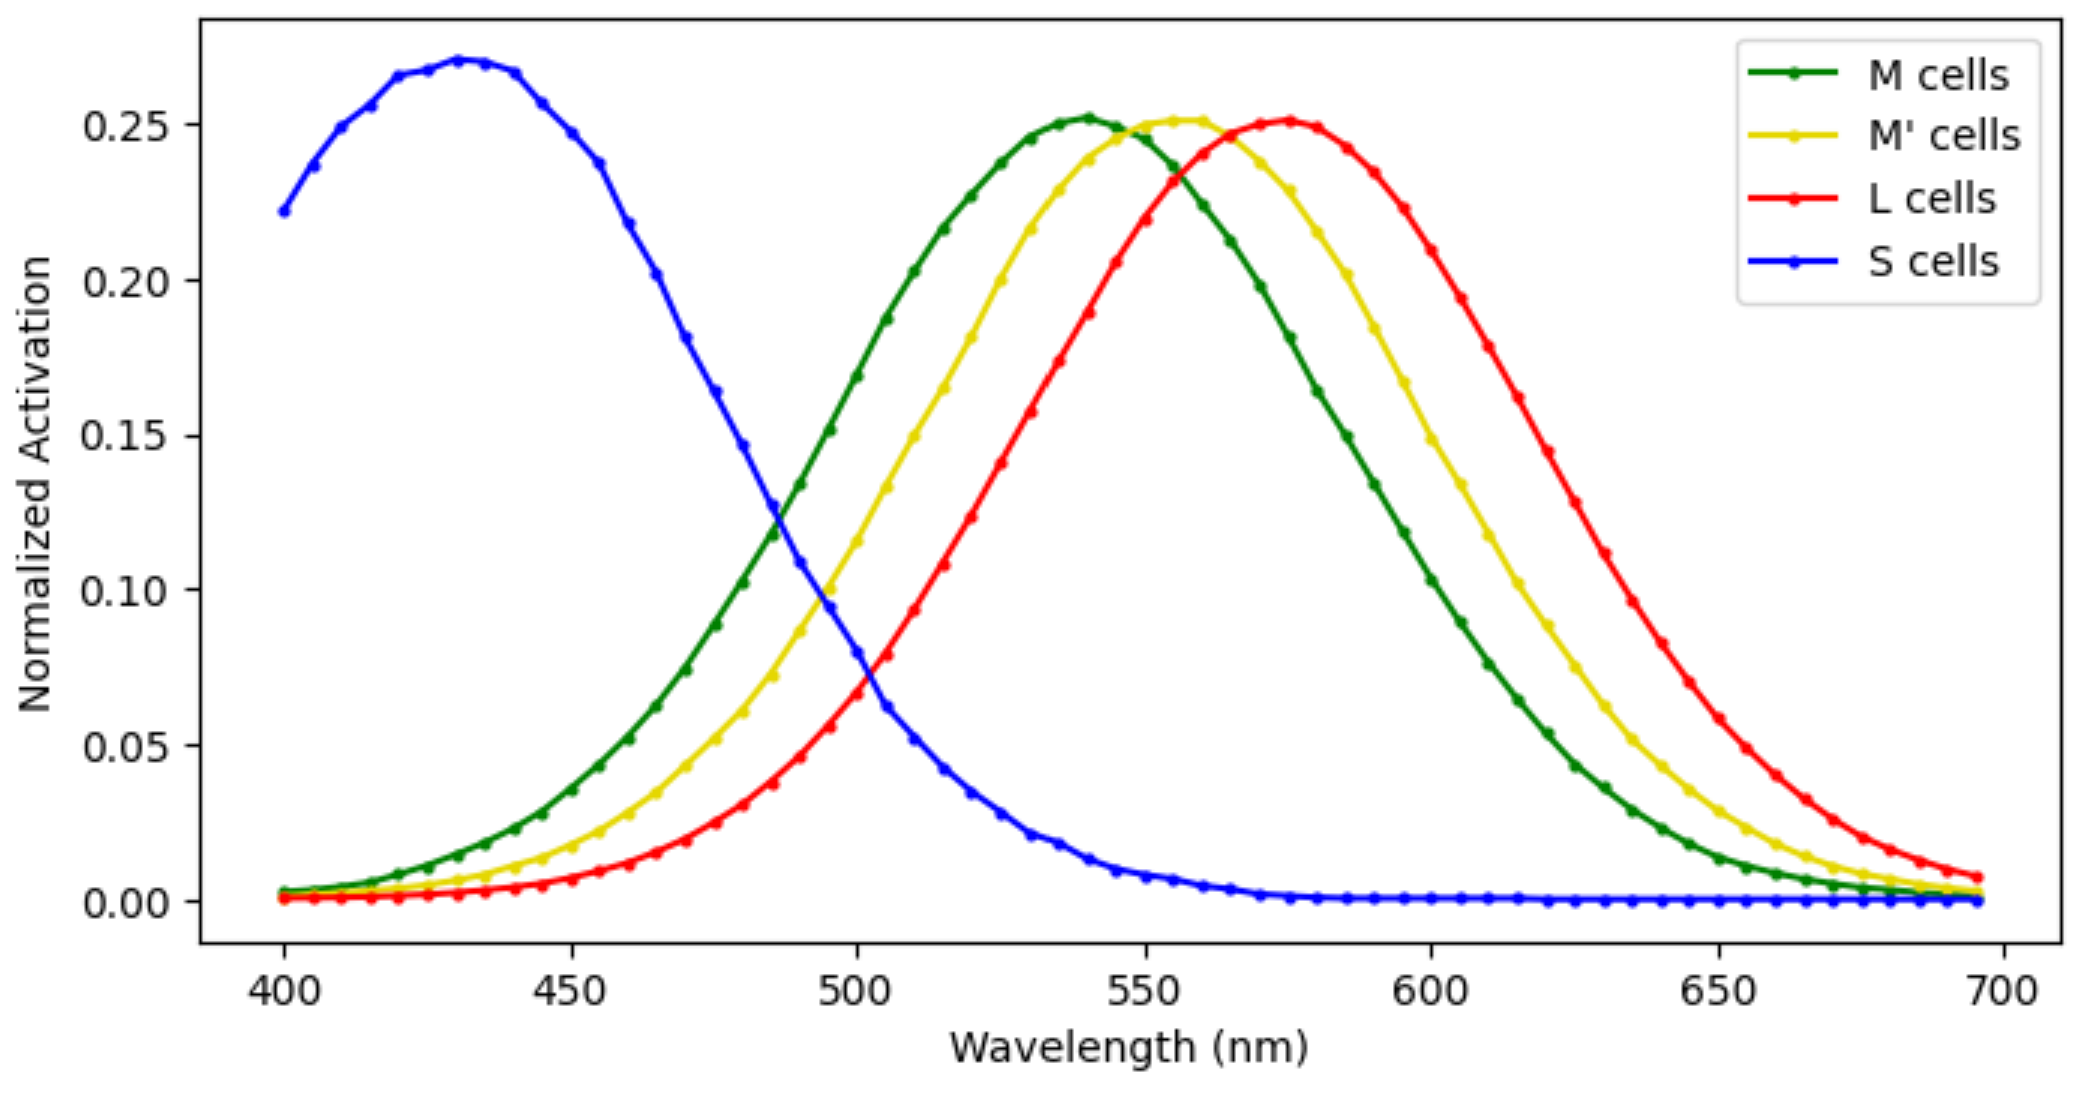 M cells
M' cells
L cells
S cells
Normalized Activation
0.25
0.20
0.15
0.10
0.05
0.00
400 450 500 550 600 650 700
Wavelength (nm)